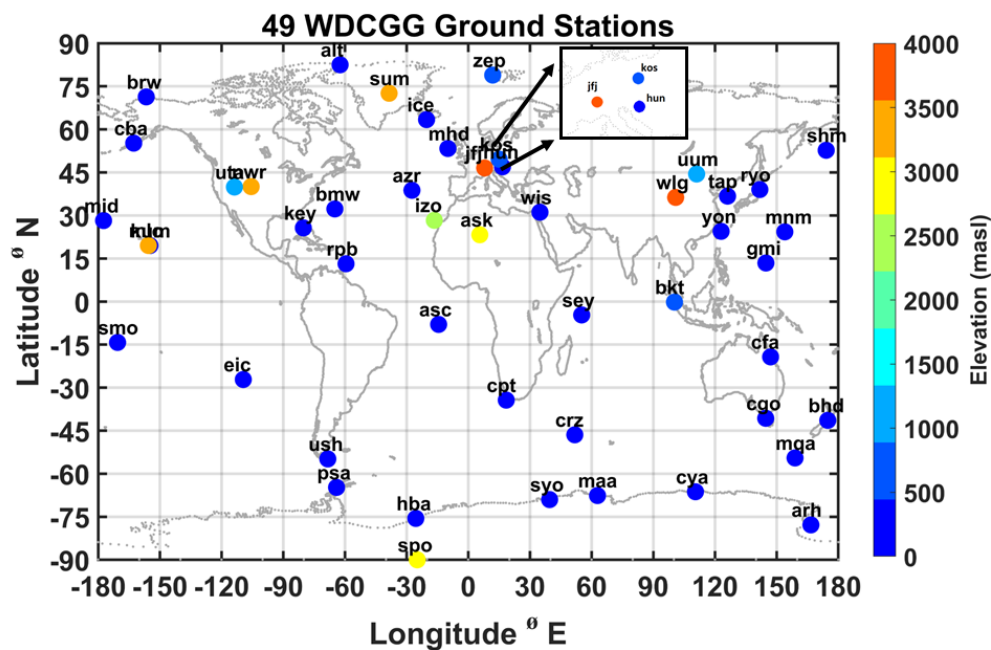 49 WDCGG Ground Stations
90
75
60
45
30
15
0
-15
-30
-45
-60
-75
-90
Latitude ᴓ N
-180 -150 -120 -90 -60 -30 0 30 60 90 120 150 180
Longitude ᴓ E
4000
3500
3000
2500
2000
1500
1000
500
0
Elevation (masl)
alt
zep
sum
brw
ice
cba
mhd
shm
kos
jfj hun
uum
uta nwr
azr
wlg tap ryo
bmw
izo
wis
mid
key
ask
yon mnm
mlo
rpb
gmi
bkt
asc
sey
smo
cfa
eic
cpt
cgo bhd
crz
ush
mqa
psa
syo maa cya
hba
arh
spo
kos
jfj
hun